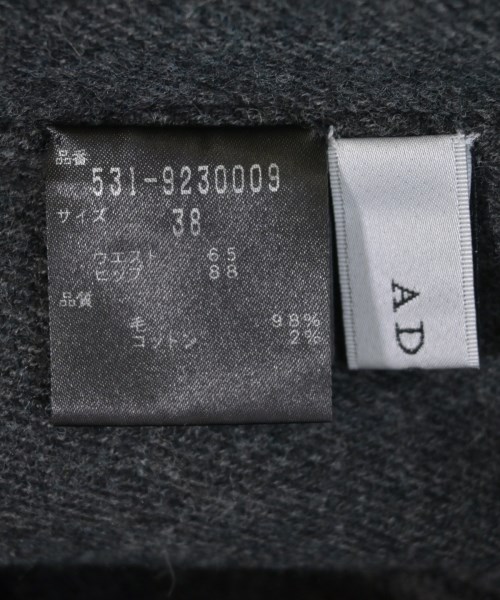 品番
531-9230009
サイズ
38
ウエスト 65
ヒップ 88
品質
毛 98%
コットン 2%
AD